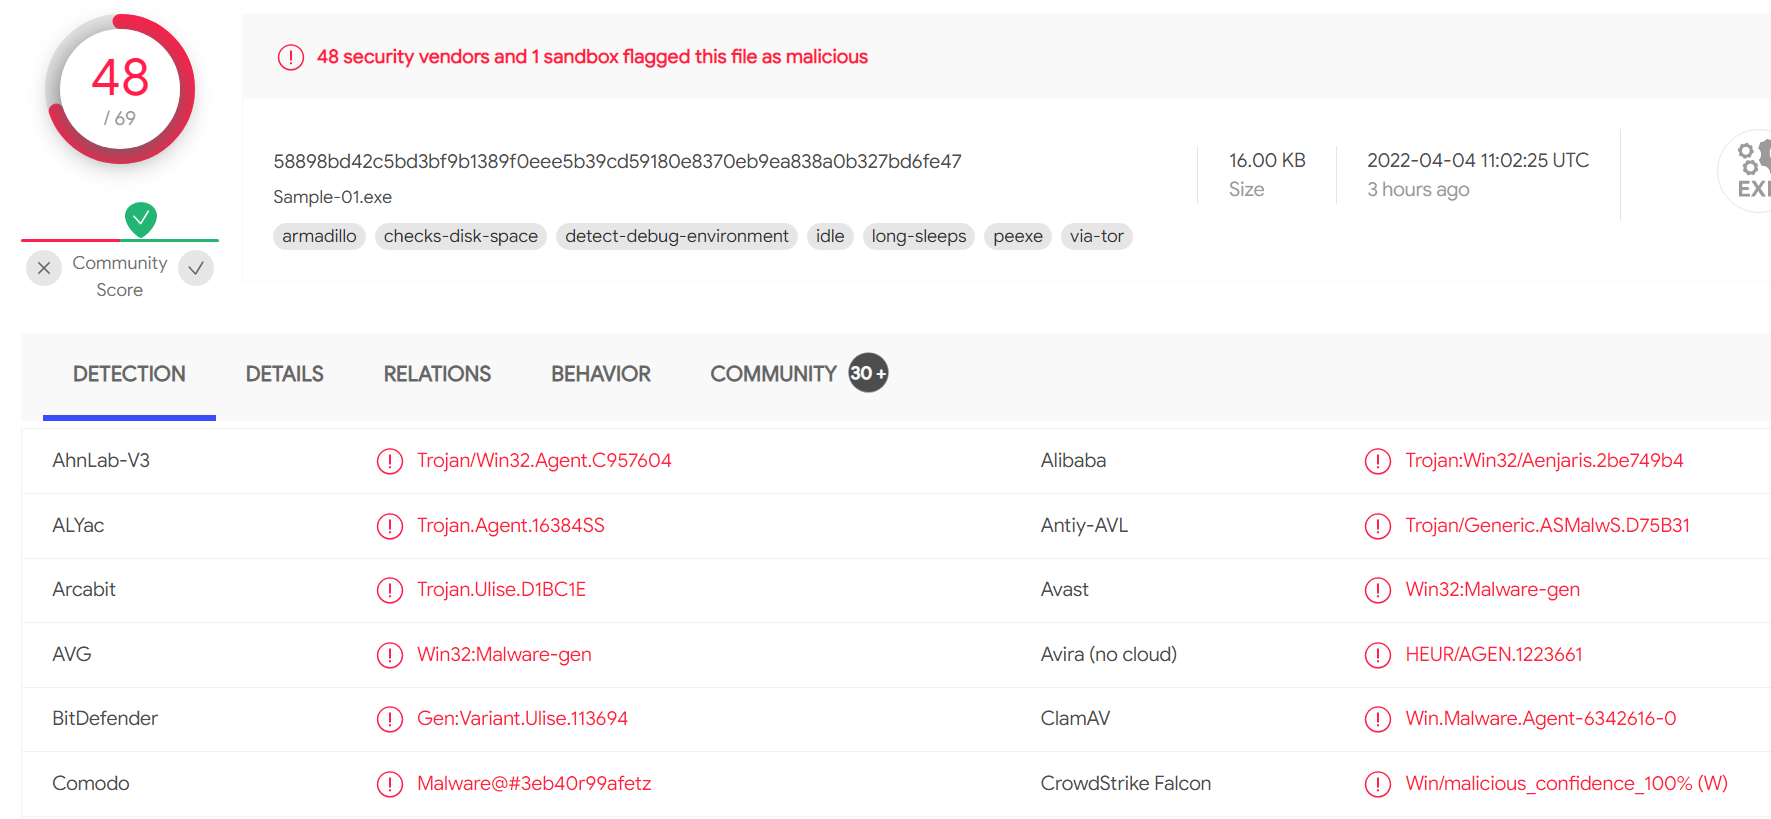 48
/ 69
48 security vendors and 1 sandbox flagged this file as malicious
58898bd42c5bd3bf9b1389f0eee5b39cd59180e8370eb9ea838a0b327bd6fe47
Sample-01.exe
armadillo checks-disk-space detect-debug-environment idle long-sleeps peexe via-tor
16.00 KB
Size
2022-04-04 11:02:25 UTC
3 hours ago
Community
Score
DETECTION DETAILS RELATIONS BEHAVIOR COMMUNITY 30 +
AhnLab-V3 Trojan/Win32.Agent.C957604 Alibaba Trojan:Win32/Aenjaris.2be749b4
ALYac Trojan.Agent.16384SS Antiy-AVL Trojan/Generic.ASMalwS.D75B31
Arcabit Trojan.Ulise.D1BC1E Avast Win32:Malware-gen
AVG Win32:Malware-gen Avira (no cloud) HEUR/AGEN.1223661
BitDefender Gen:Variant.Ulise.113694 ClamAV Win.Malware.Agent-6342616-0
Comodo Malware@#3eb40r99afetz CrowdStrike Falcon Win/malicious_confidence_100% (W)